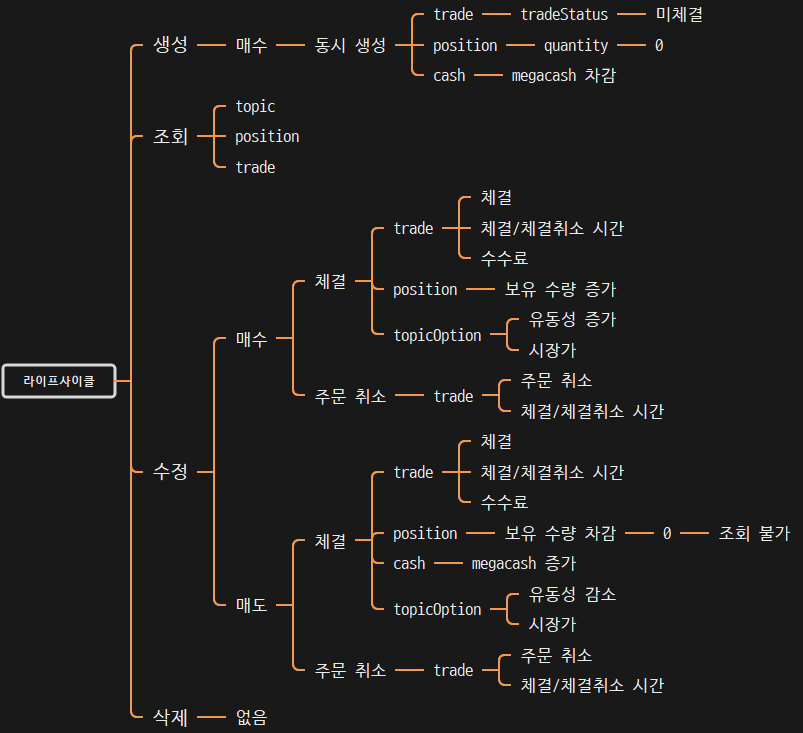 라이프사이클
생성
매수
동시 생성
trade
tradeStatus
미체결
position
quantity
0
cash
megacash 차감
조회
topic
position
trade
수정
매수
체결
trade
체결
체결/체결취소 시간
수수료
position
보유 수량 증가
topicOption
유동성 증가
시장가
주문 취소
trade
주문 취소
체결/체결취소 시간
매도
체결
trade
체결
체결/체결취소 시간
수수료
position
보유 수량 차감
0
조회 불가
cash
megacash 증가
topicOption
유동성 감소
시장가
주문 취소
trade
주문 취소
체결/체결취소 시간
삭제
없음